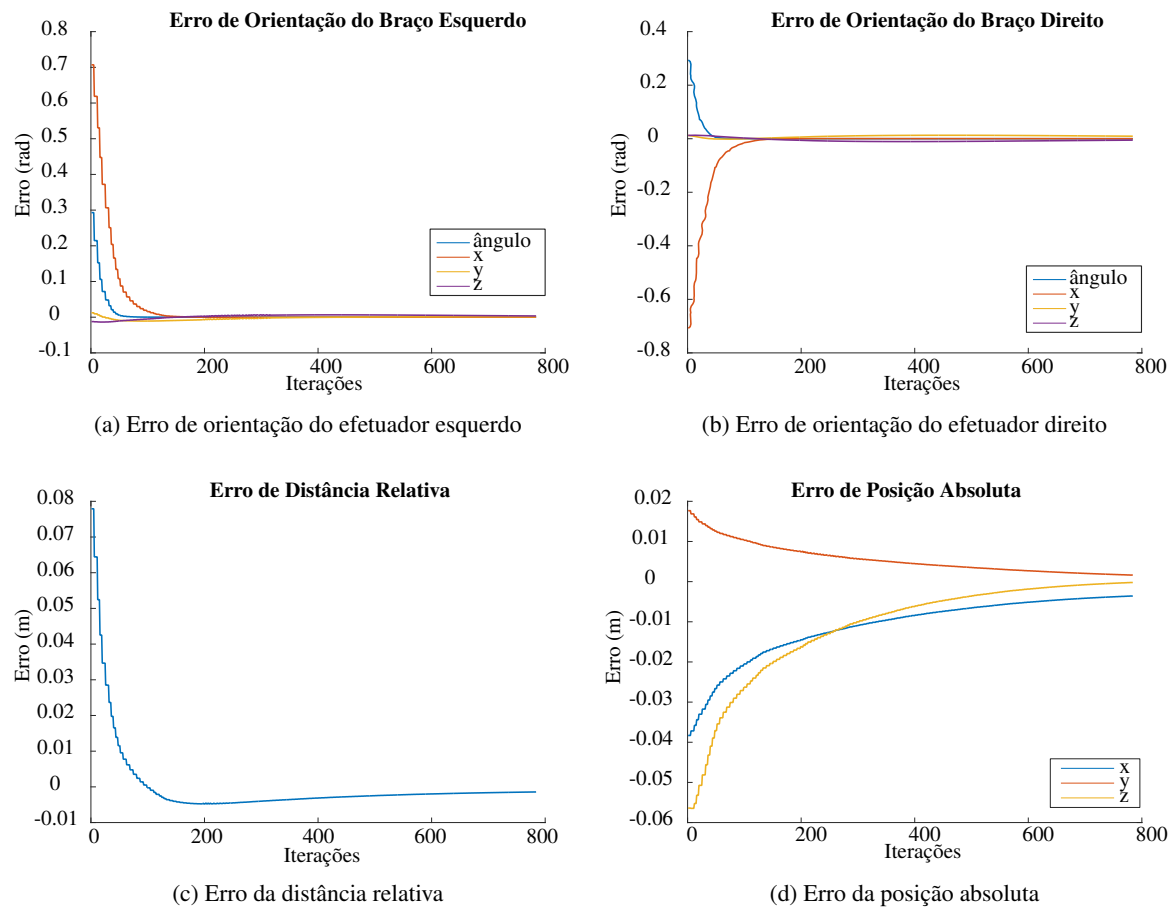 Erro de Orientação do Braço Esquerdo
0.8
0.7
0.6
0.5
0.4
0.3
0.2
0.1
0
-0.1
Erro (rad)
ângulo
x
y
z
0 200 400 600 800
Iterações
(a) Erro de orientação do efetuador esquerdo
Erro de Orientação do Braço Direito
0.4
0.2
0
-0.2
-0.4
-0.6
-0.8
Erro (rad)
ângulo
x
y
z
0 200 400 600 800
Iterações
(b) Erro de orientação do efetuador direito
Erro de Distância Relativa
0.08
0.07
0.06
0.05
0.04
0.03
0.02
0.01
0
-0.01
Erro (m)
0 200 400 600 800
Iterações
(c) Erro da distância relativa
Erro de Posição Absoluta
0.02
0.01
0
-0.01
-0.02
-0.03
-0.04
-0.05
-0.06
Erro (m)
x
y
z
0 200 400 600 800
Iterações
(d) Erro da posição absoluta